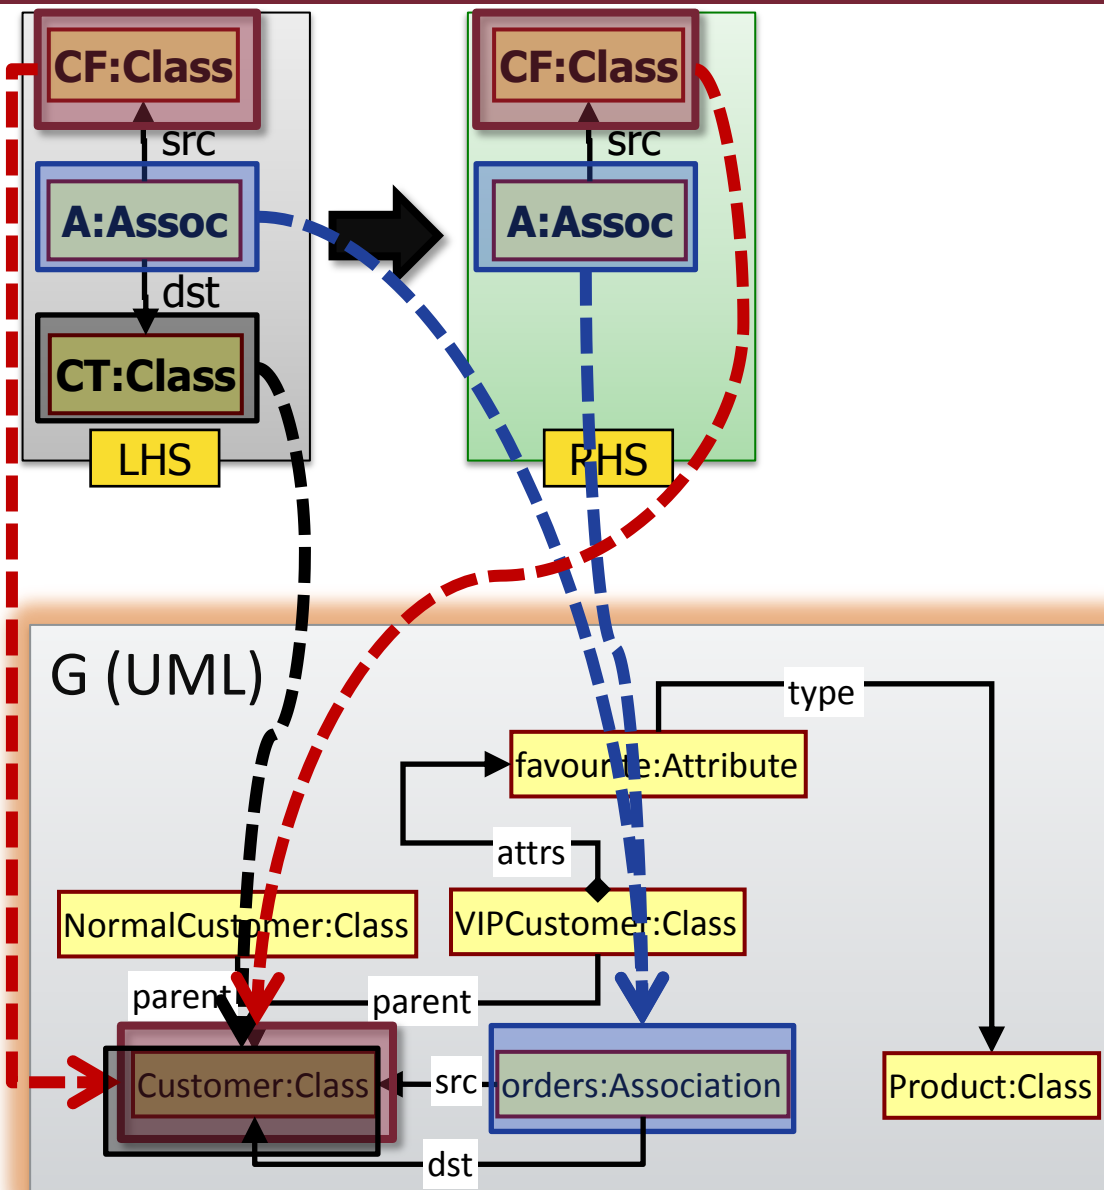 CF:Class
CF:Class
src
src
A:Assoc
A:Assoc
dst
CT:Class
LHS
RHS
G (UML)
type
favourite:Attribute
attrs
NormalCustomer:Class
VIPCustomer:Class
parent
parent
Customer:Class
src
orders:Association
Product:Class
dst